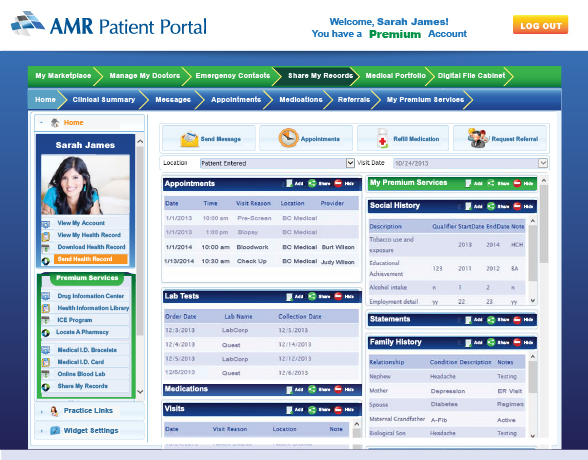 AMR Patient Portal
Welcome, Sarah James!
You have a Premium Account
LOG OUT
My Marketplace Manage My Doctors Emergency Contacts Share My Records Medical Portfolio Digital File Cabinet
Home Clinical Summary Messages Appointments Medications Referrals My Premium Services
Home
Sarah James
View My Account
View My Health Record
Download Health Record
Send Health Record
Premium Services
Drug Information Center
Health Information Library
ICE Program
Locate A Pharmacy
Medical I.D. Bracelets
Medical I.D. Card
Online Blood Lab
Share My Records
Practice Links
Widget Settings
Send Message Appointments Refill Medication Request Referral
Location Patient Entered Visit Date 10/24/2013
Appointments Add Share Hide
Date Time Visit Reason Location Provider
1/1/2013 10:00 am Pre-Screen BC Medical
1/1/2013 1:00 pm Biopsy BC Medical
1/1/2014 10:00 am Bloodwork BC Medical Burt Wilson
1/13/2014 10:30 am Check Up BC Medical Judy Wilson
Lab Tests Add Share Hide
Order Date Lab Name Collection Date
12/3/2013 LabCorp 12/3/2013
12/4/2013 Quest 12/14/2013
12/5/2013 LabCorp 12/12/2013
12/6/2013 Quest 12/6/2013
Medications Add Share Hide
Visits Add Share Hide
Date Visit Reason Location Note
My Premium Services Add Share Hide
Social History Add Share Hide
Description Qualifier StartDate EndDate Note
Tobacco use and
exposure 2013 2014 HCH
Educational
Achievement 123 2011 2012 BA
Alcohol intake n 1 2 n
Employment detail yy 22 23 yy
Statements Add Share Hide
Family History Add Share Hide
Relationship Condition Description Notes
Nephew Headache Testing
Mother Depression ER Visit
Spouse Diabetes Regimen
Maternal Grandfather A-Fib Active
Biological Son Headache Testing